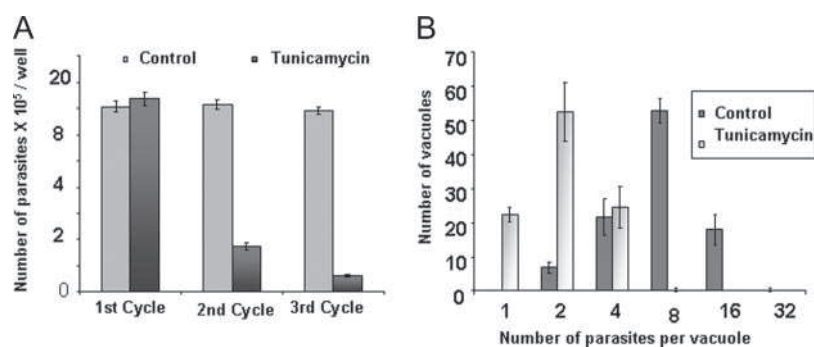 A
Number of parasites X 10⁵ / well
Control
Tunicamycin
20
8
4
2
0
1st Cycle
2nd Cycle
3rd Cycle
B
Number of vacuoles
70
60
50
40
30
20
10
0
Control
Tunicamycin
1
2
4
8
16
32
Number of parasites per vacuole